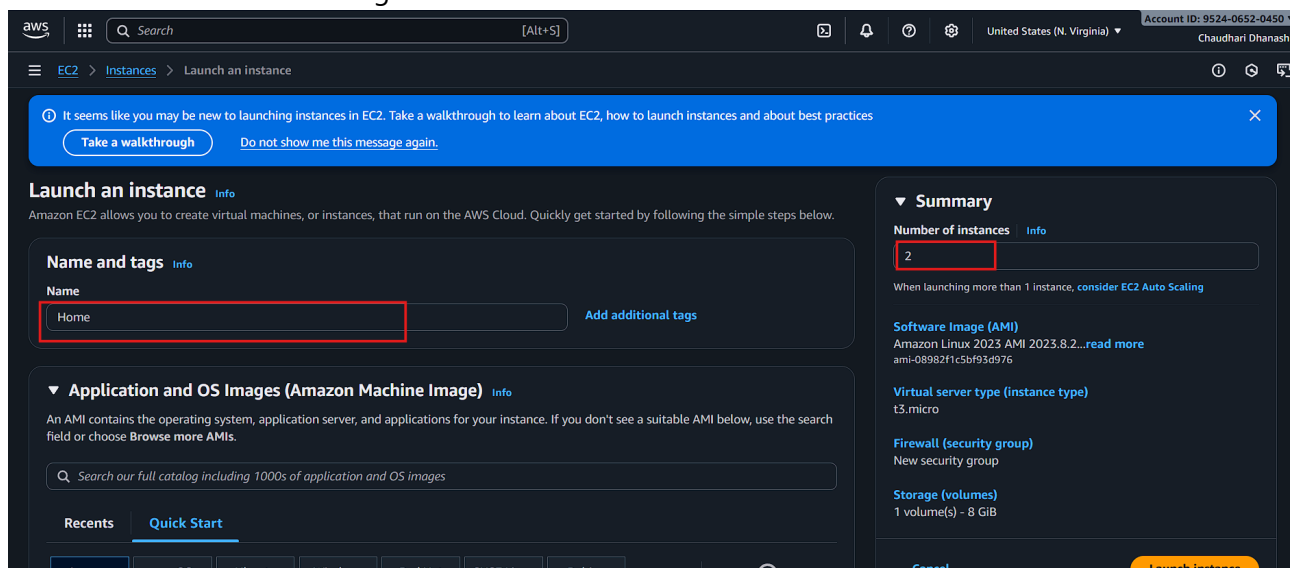 aws
Search [Alt+S]
United States (N. Virginia)
Account ID: 9524-0652-0450
Chaudhari Dhanash
EC2 > Instances > Launch an instance
It seems like you may be new to launching instances in EC2. Take a walkthrough to learn about EC2, how to launch instances and about best practices
Take a walkthrough Do not show me this message again.
Launch an instance Info
Amazon EC2 allows you to create virtual machines, or instances, that run on the AWS Cloud. Quickly get started by following the simple steps below.
Name and tags Info
Name
Home
Add additional tags
Application and OS Images (Amazon Machine Image) Info
An AMI contains the operating system, application server, and applications for your instance. If you don't see a suitable AMI below, use the search
field or choose Browse more AMIs.
Search our full catalog including 1000s of application and OS images
Recents Quick Start
Summary
Number of instances Info
2
When launching more than 1 instance, consider EC2 Auto Scaling
Software Image (AMI)
Amazon Linux 2023 AMI 2023.8.2...read more
ami-08982f1c5bf93d976
Virtual server type (instance type)
t3.micro
Firewall (security group)
New security group
Storage (volumes)
1 volume(s) - 8 GiB
Cancel Launch instance